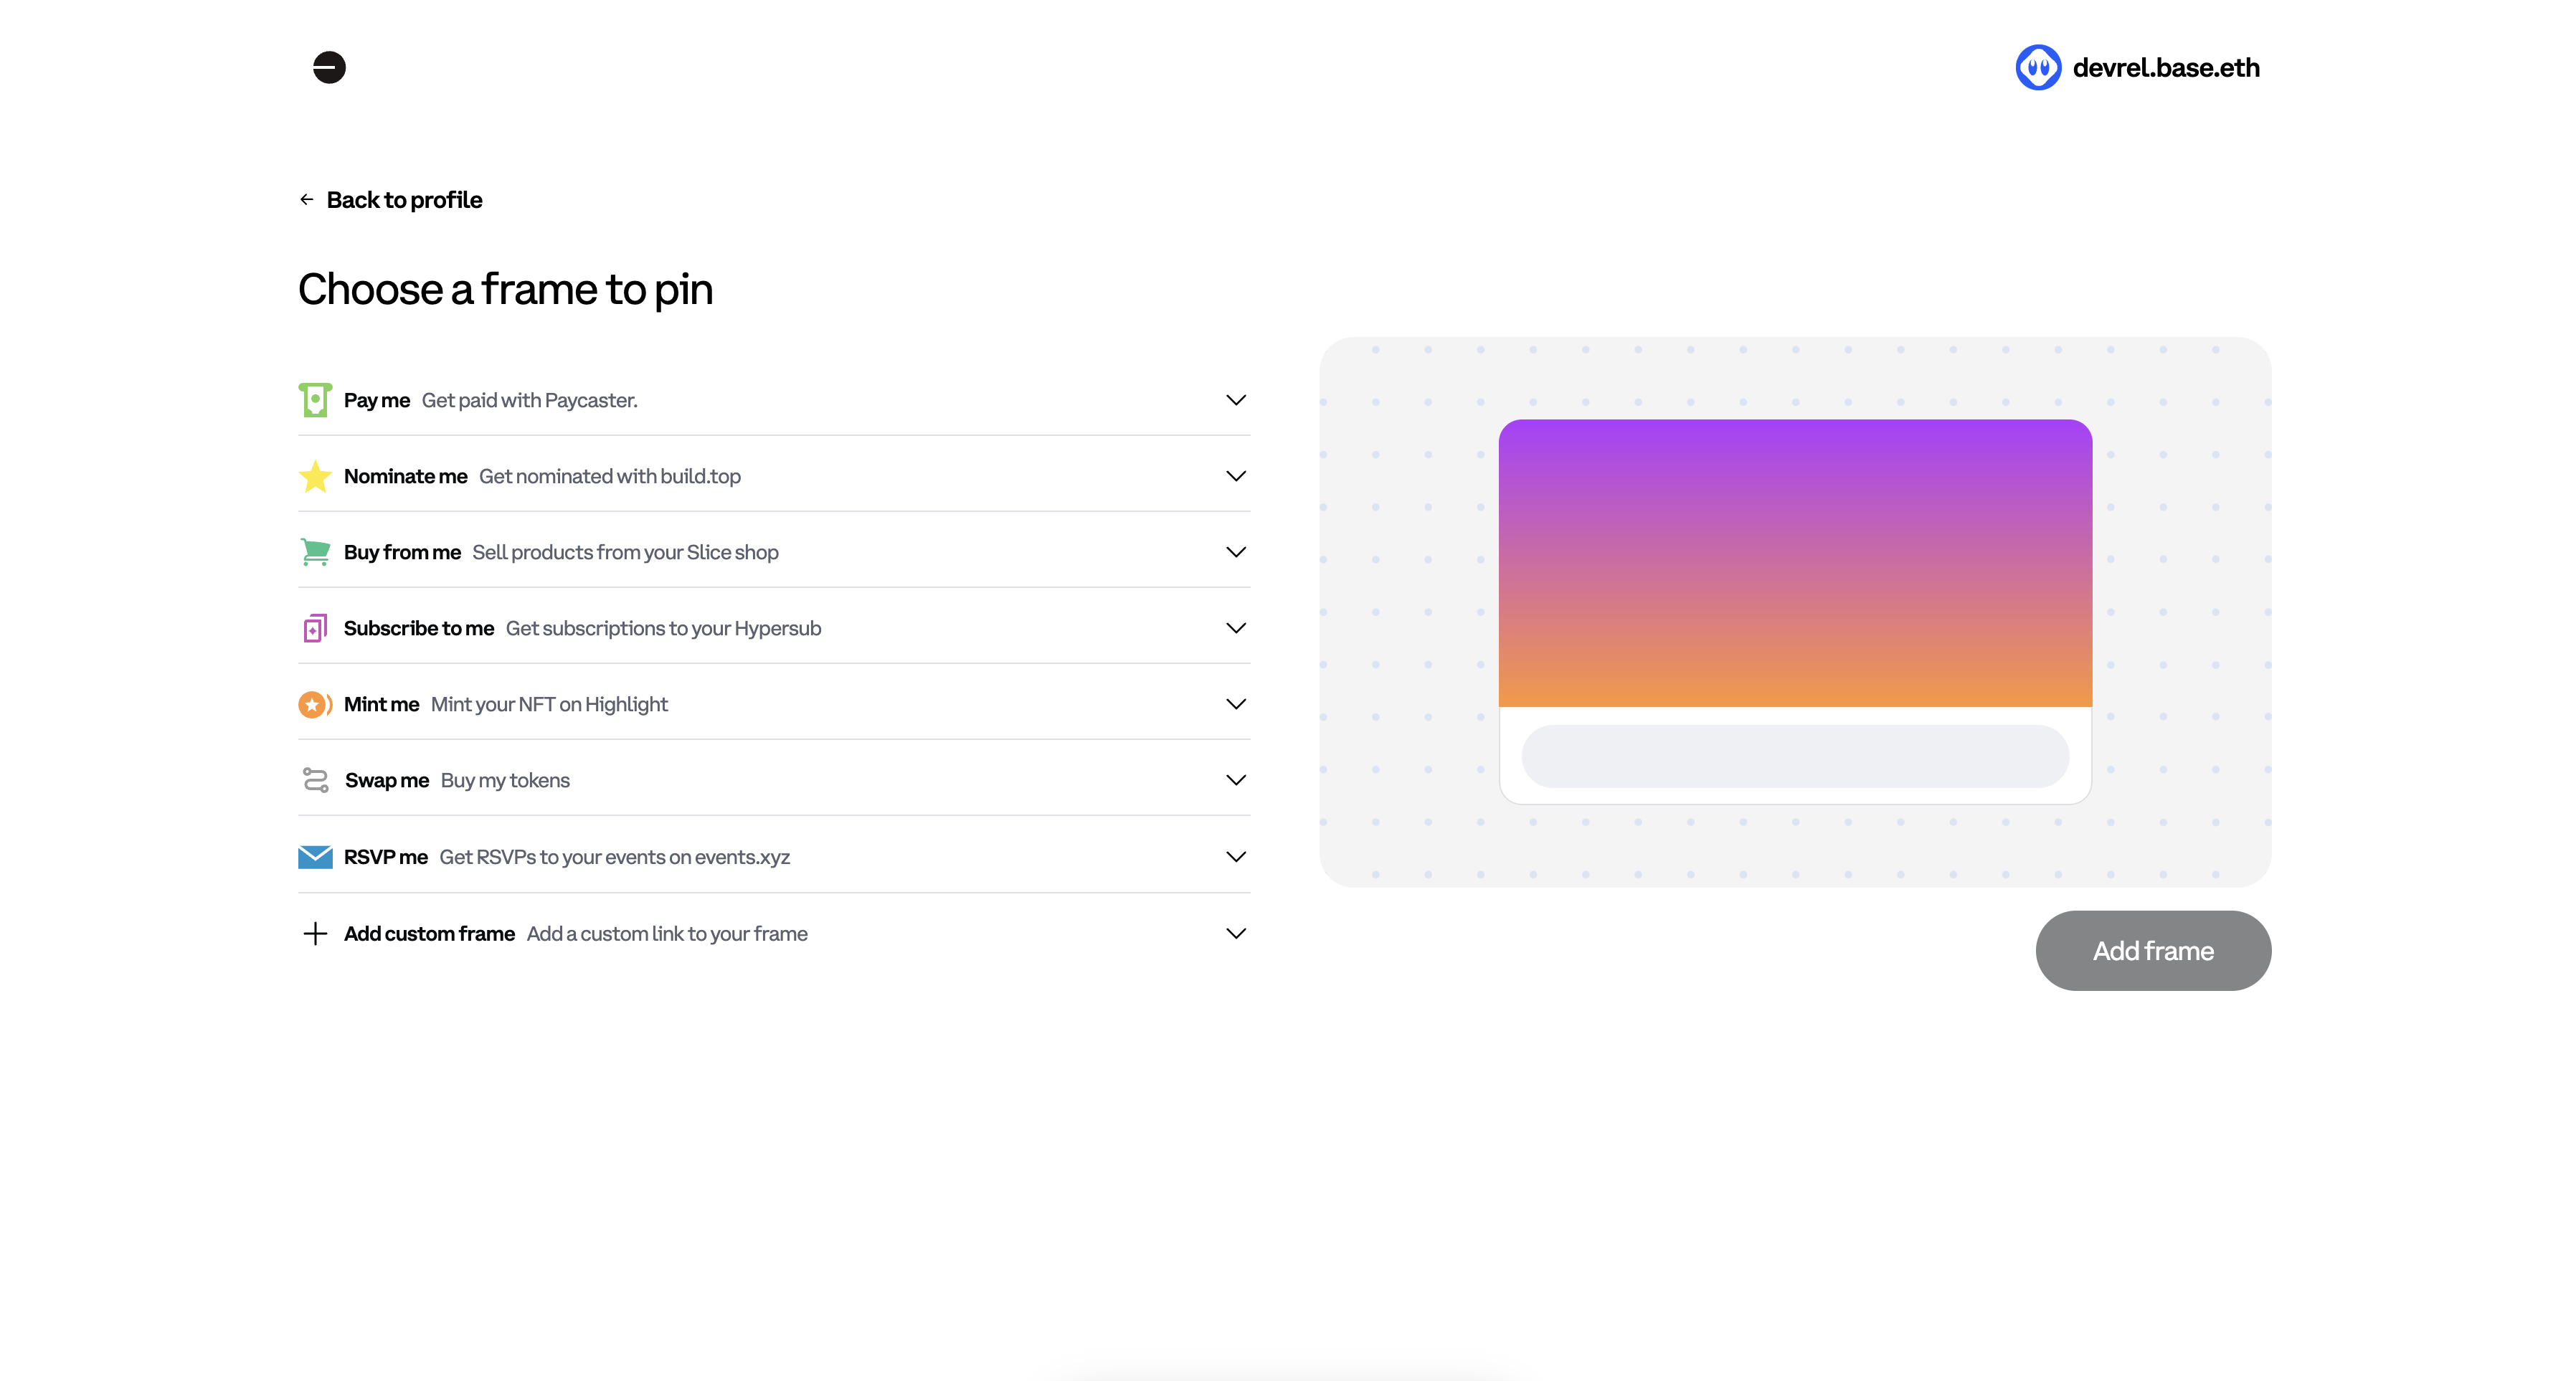 devrel.base.eth
Back to profile
Choose a frame to pin
Pay me Get paid with Paycaster.
Nominate me Get nominated with build.top
Buy from me Sell products from your Slice shop
Subscribe to me Get subscriptions to your Hypersub
Mint me Mint your NFT on Highlight
Swap me Buy my tokens
RSVP me Get RSVPs to your events on events.xyz
Add custom frame Add a custom link to your frame
Add frame